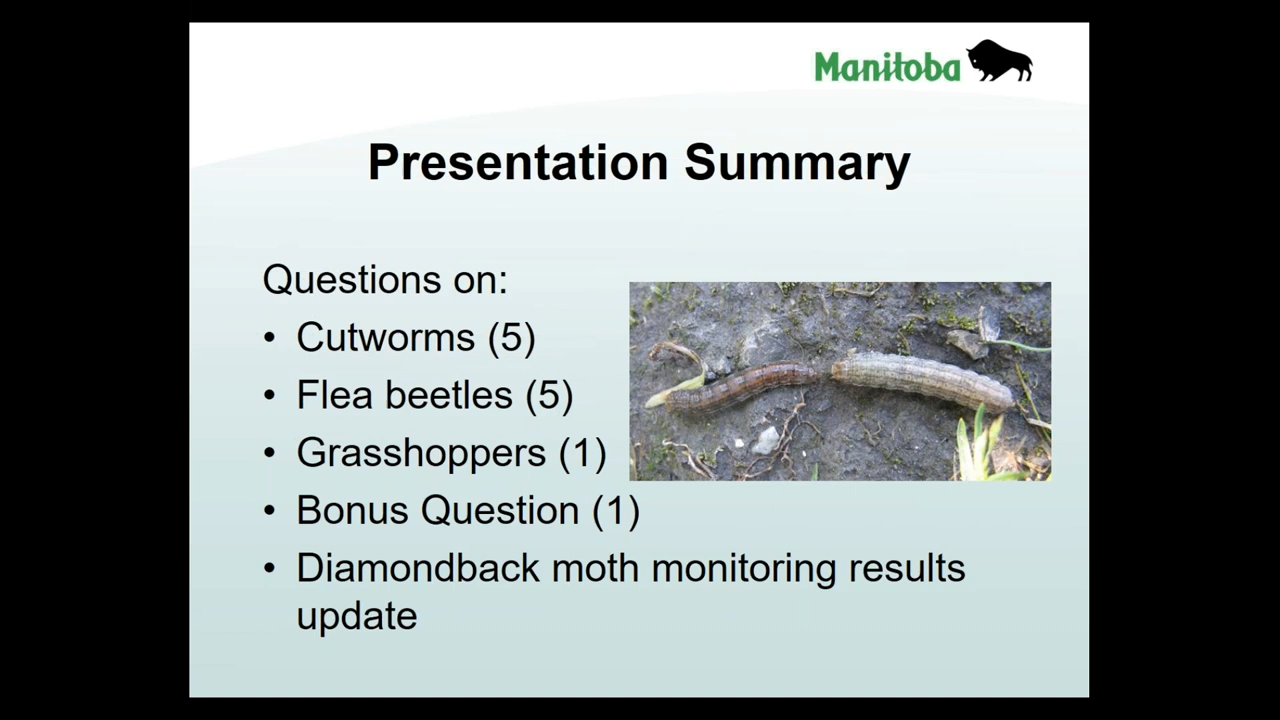 Manitoba
Presentation Summary
Questions on:
• Cutworms (5)
• Flea beetles (5)
• Grasshoppers (1)
• Bonus Question (1)
• Diamondback moth monitoring results
update